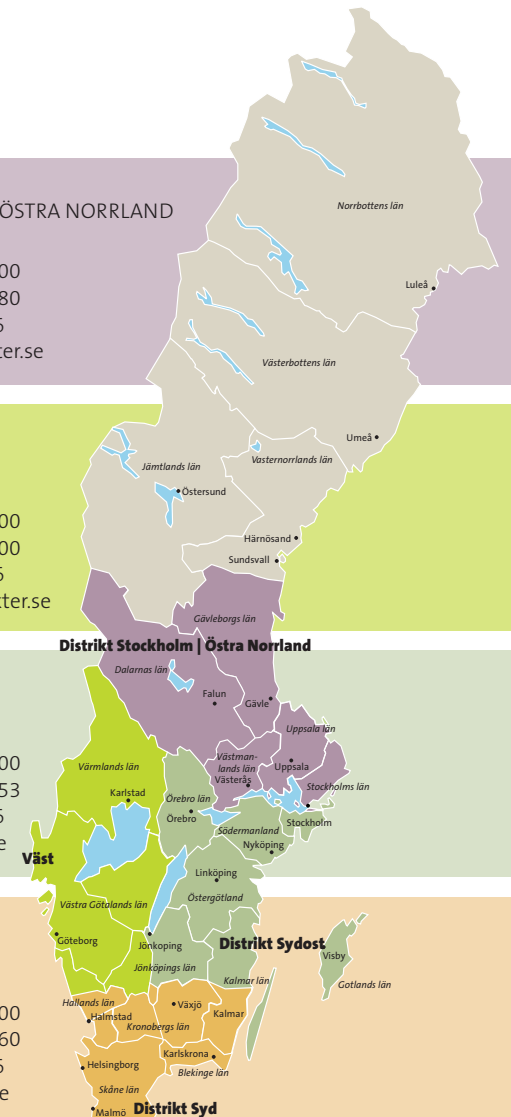 Norrbottens län
ÖSTRA NORRLAND
00
Luleå
80
5
ter.se
Västerbottens län
Umeå
Vasternorrlands län
Jämtlands län
Östersund
00
Härnösand
00
Sundsvall
5
ter.se
Gävleborgs län
Distrikt Stockholm | Östra Norrland
Dalarnas län
Falun
Gävle
Uppsala län
Västman-
lands län
Uppsala
00
Värmlands län
Västerås
Stockholms län
53
Karlstad
Örebro län
5
Örebro
Stockholm
Södermanland
e
Nyköping
Väst
Linköping
Östergötland
Västra Götalands län
Göteborg
Jönkoping
Distrikt Sydost
Visby
Jönköpings län
Kalmar län
Gotlands län
Hallands län
Växjö
00
Halmstad
Kalmar
Kronobergs län
60
Karlskrona
5
Helsingborg
Blekinge län
e
Skåne län
Malmö
Distrikt Syd